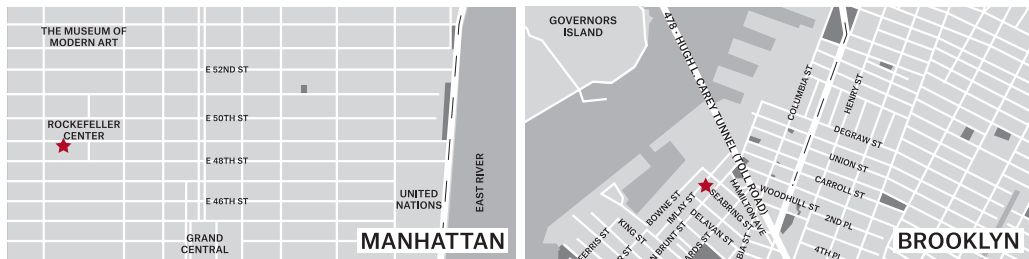 THE MUSEUM OF
MODERN ART
E 52ND ST
E 50TH ST
ROCKEFELLER
CENTER
E 48TH ST
EAST RIVER
UNITED
NATIONS
E 46TH ST
GRAND
CENTRAL
MANHATTAN
GOVERNORS
ISLAND
478 - HUGH L. CAREY TUNNEL (TOLL ROAD)
COLUMBIA ST
HENRY ST
DEGRAW ST
UNION ST
CARROLL ST
WOODHULL ST
2ND PL
4TH PL
HAMILTON AVE
SEABRING ST
BOWNE ST
IMLAY ST
DELAVAN ST
KING ST
BROOKLYN